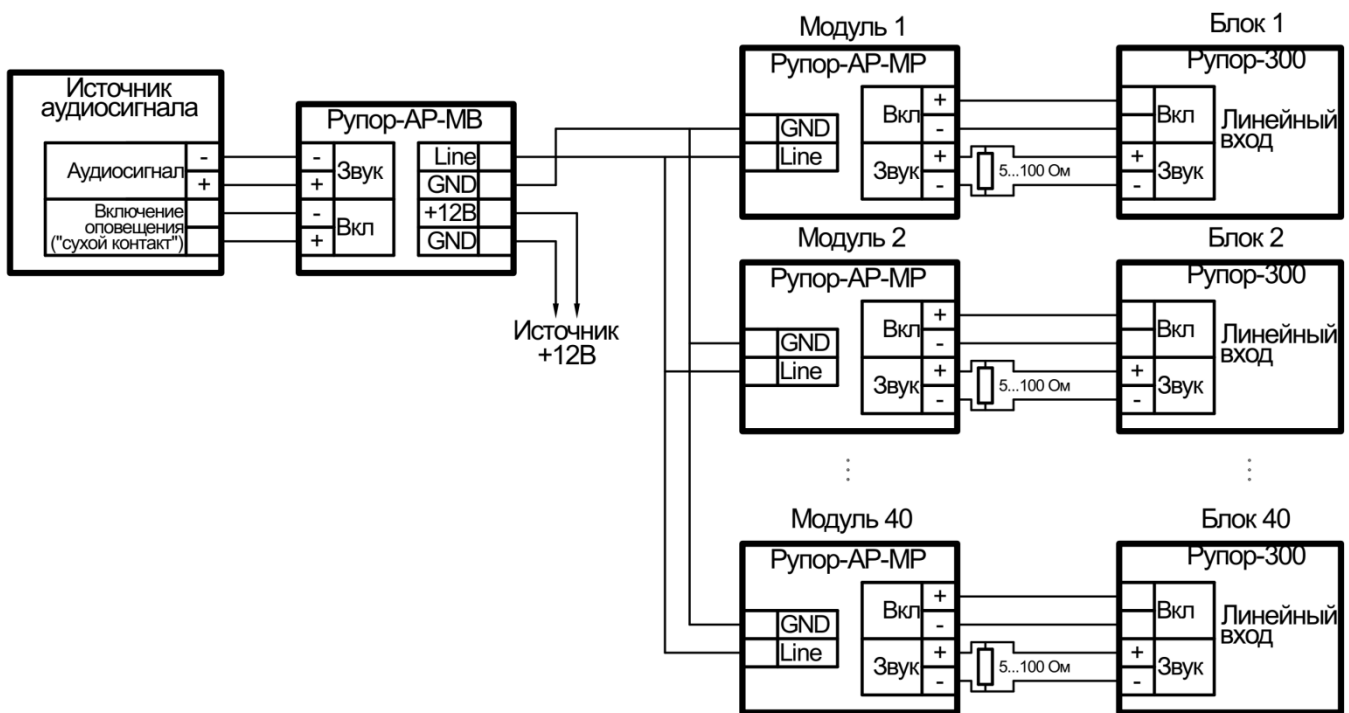 Источник
аудиосигнала
Аудиосигнал
-
+
Включение
оповещения
("сухой контакт")
Рупор-АР-МВ
-
+
Звук
-
+
Вкл
Line
GND
+12В
GND
Источник
+12В
Модуль 1
Рупор-АР-МР
GND
Line
Вкл
+
-
Звук
+
-
5...100 Ом
Блок 1
Рупор-300
Вкл
+
-
Звук
Линейный
вход
Модуль 2
Рупор-АР-МР
GND
Line
Вкл
+
-
Звук
+
-
5...100 Ом
Блок 2
Рупор-300
Вкл
+
-
Звук
Линейный
вход
Модуль 40
Рупор-АР-МР
GND
Line
Вкл
+
-
Звук
+
-
5...100 Ом
Блок 40
Рупор-300
Вкл
+
-
Звук
Линейный
вход